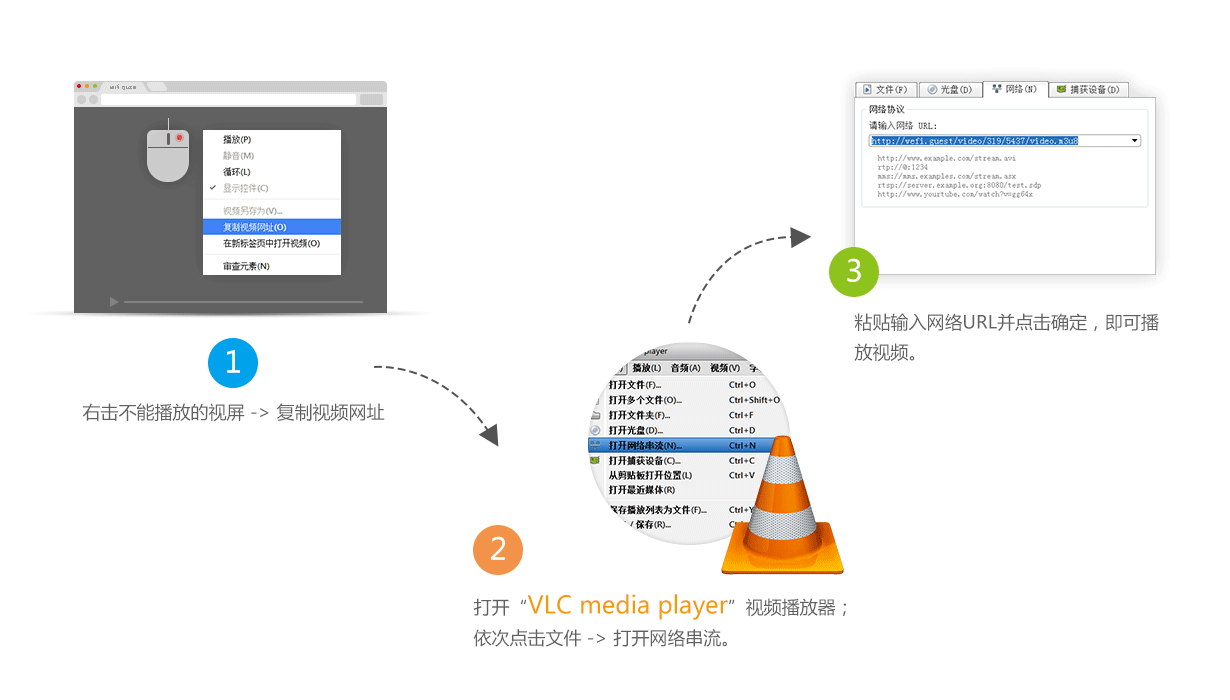 播放(P)
静音(M)
循环(L)
显示控件(C)
视频另存为(V)...
复制视频网址(O)
在新标签页中打开视频(O)
审查元素(N)
1
右击不能播放的视屏 -> 复制视频网址
player
播放(L) 音频(A) 视频(V)
打开文件(F)... Ctrl+O
打开多个文件(O)... Ctrl+Shift+O
打开文件夹(F)... Ctrl+F
打开光盘(D)... Ctrl+D
打开网络串流(N)... Ctrl+N
打开捕获设备(C)... Ctrl+C
从剪贴板打开位置(L) Ctrl+V
打开最近媒体(R)
保存播放列表为文件(F)... Ctrl+Y
/ 保存(R)...
2
打开“VLC media player”视频播放器；
依次点击文件 -> 打开网络串流。
文件(F) 光盘(D) 网络(N) 捕获设备(D)
网络协议
请输入网络 URL:
http://wefi.guest/video/319/5437/video.m3u8
http://www.example.com/stream.avi
rtp://@:1234
mms://mms.examples.com/stream.asx
rtsp://server.example.org:8080/test.sdp
http://www.yourtube.com/watch?v=gg64x
3
粘贴输入网络URL并点击确定，即可播
放视频。